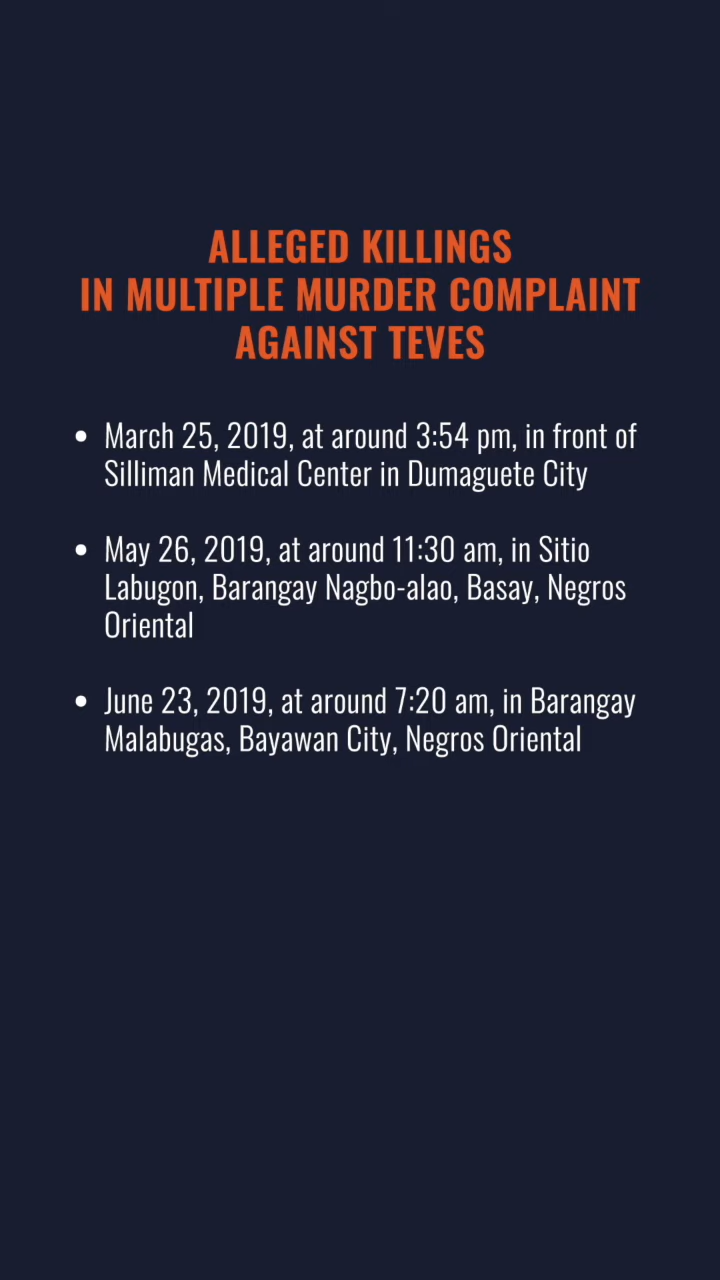 ALLEGED KILLINGS
IN MULTIPLE MURDER COMPLAINT
AGAINST TEVES
• March 25, 2019, at around 3:54 pm, in front of
Silliman Medical Center in Dumaguete City
• May 26, 2019, at around 11:30 am, in Sitio
Labugon, Barangay Nagbo-alao, Basay, Negros
Oriental
• June 23, 2019, at around 7:20 am, in Barangay
Malabugas, Bayawan City, Negros Oriental